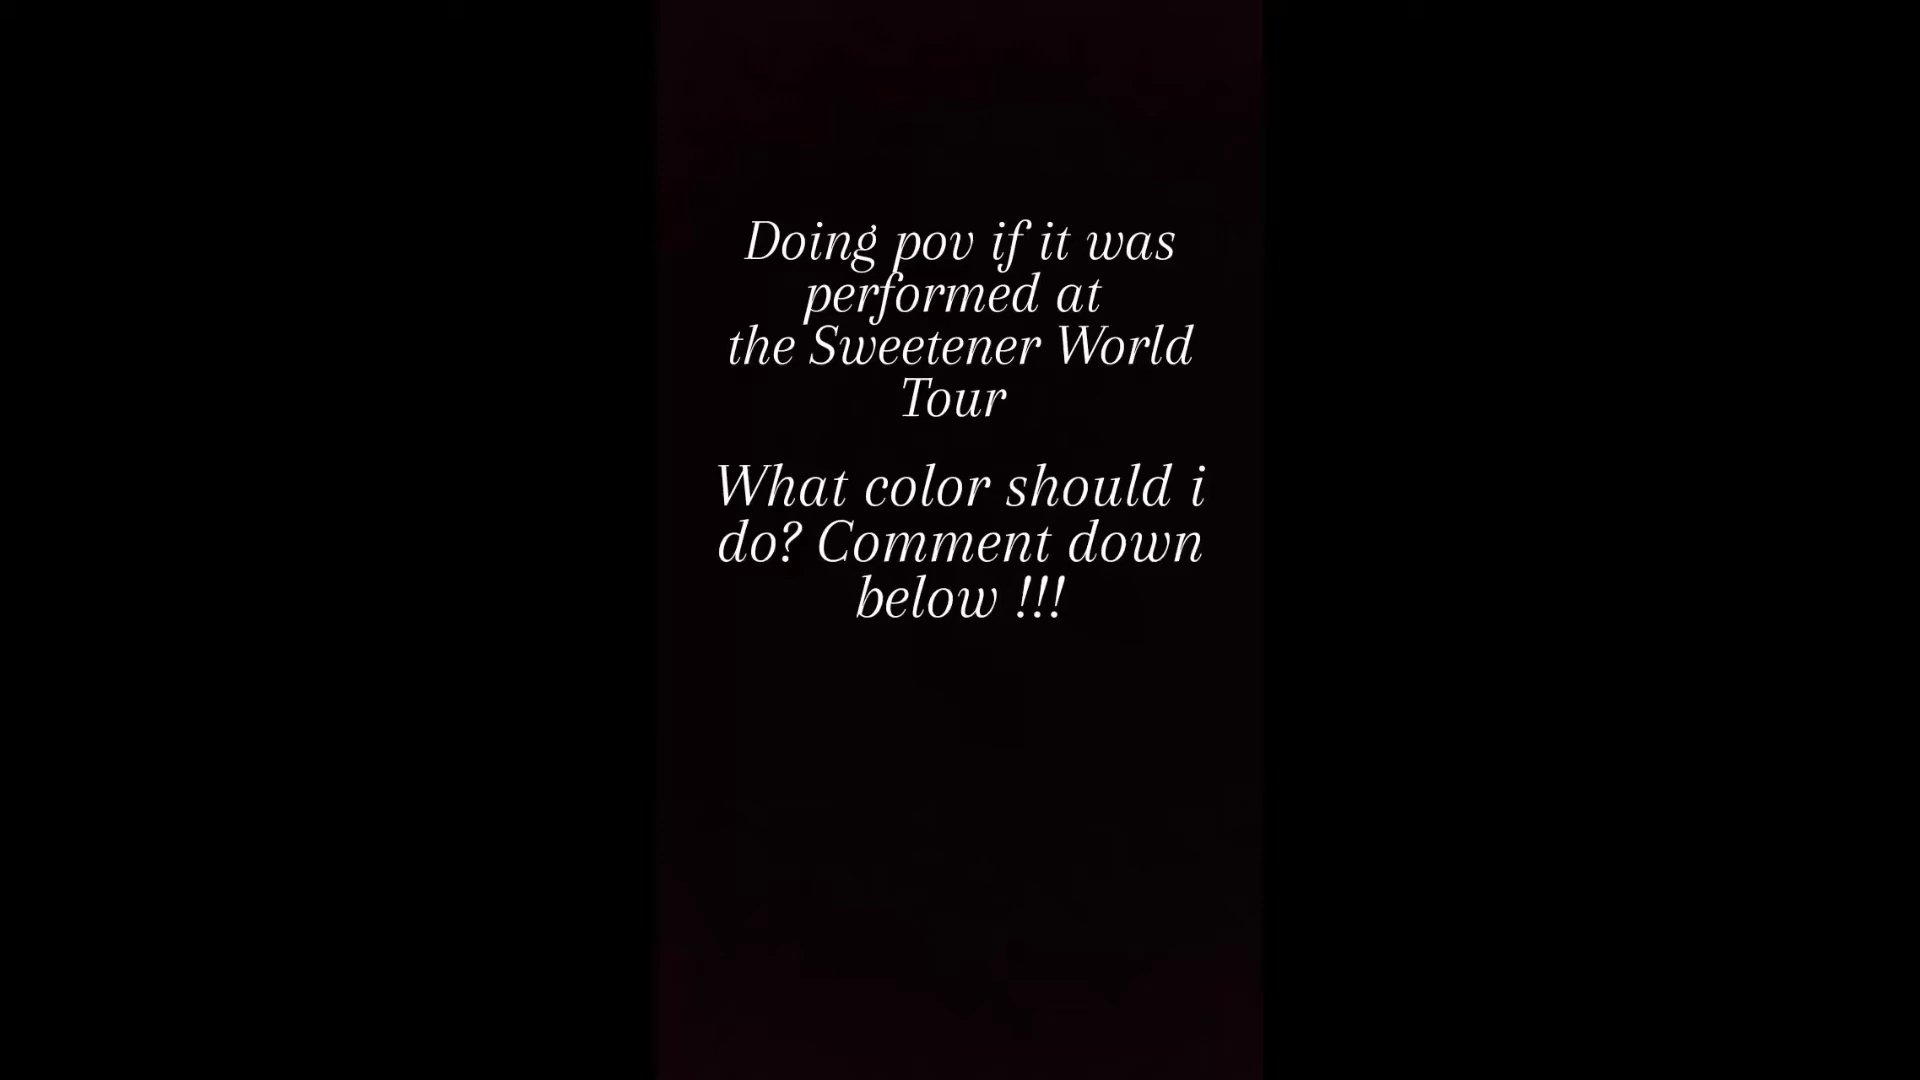 Doing pov if it was
performed at
the Sweetener World
Tour
What color should i
do? Comment down
below !!!